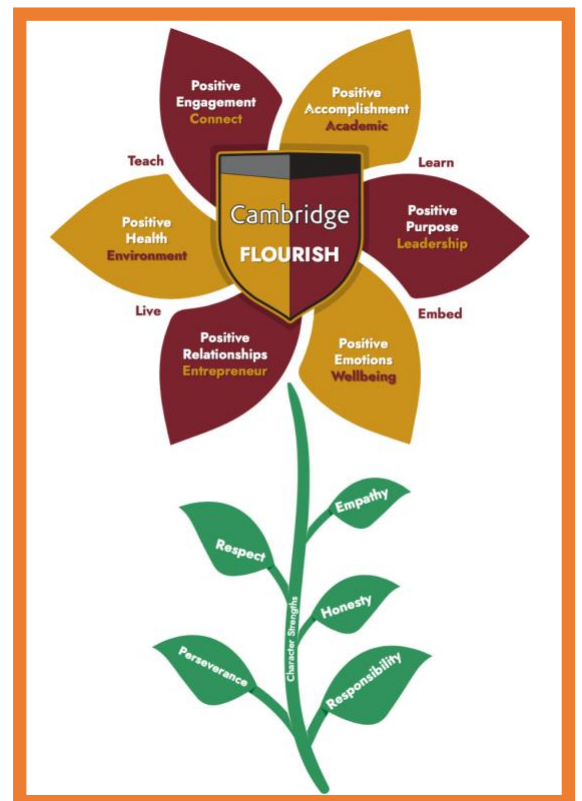 Positive
Engagement
Connect
Positive
Accomplishment
Academic
Teach
Learn
Cambridge
FLOURISH
Positive
Health
Environment
Positive
Purpose
Leadership
Live
Embed
Positive
Relationships
Entrepreneur
Positive
Emotions
Wellbeing
Empathy
Respect
Honesty
Character Strengths
Perseverance
Responsibility